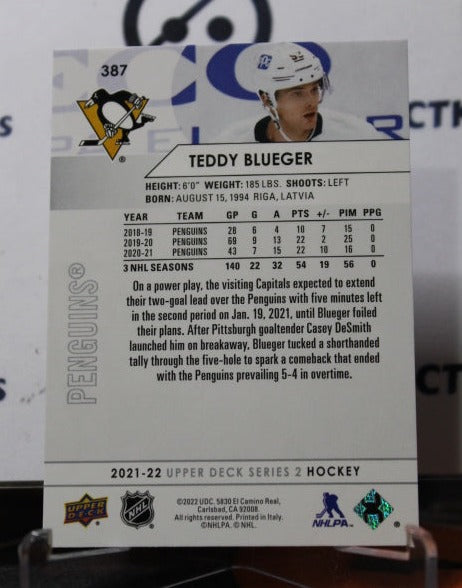 387
TEDDY BLUEGER
HEIGHT: 6'0" WEIGHT: 185 LBS. SHOOTS: LEFT
BORN: AUGUST 15, 1994 RIGA, LATVIA
YEAR TEAM GP G A PTS +/- PIM PPG
2018-19 PENGUINS 28 6 4 10 7 15 0
2019-20 PENGUINS 69 9 13 22 2 25 0
2020-21 PENGUINS 43 7 15 22 10 16 0
3 NHL SEASONS 140 22 32 54 19 56 0
PENGUINS®
On a power play, the visiting Capitals expected to extend
their two-goal lead over the Penguins with five minutes left
in the second period on Jan. 19, 2021, until Blueger foiled
their plans. After Pittsburgh goaltender Casey DeSmith
launched him on breakaway, Blueger tucked a shorthanded
tally through the five-hole to spark a comeback that ended
with the Penguins prevailing 5-4 in overtime.
2021-22 UPPER DECK SERIES 2 HOCKEY
UPPER DECK
NHL
©2022 UDC. 5830 El Camino Real,
Carlsbad, CA 92008.
All rights reserved. Printed in Italy.
©NHLPA. © NHL.
NHLPA